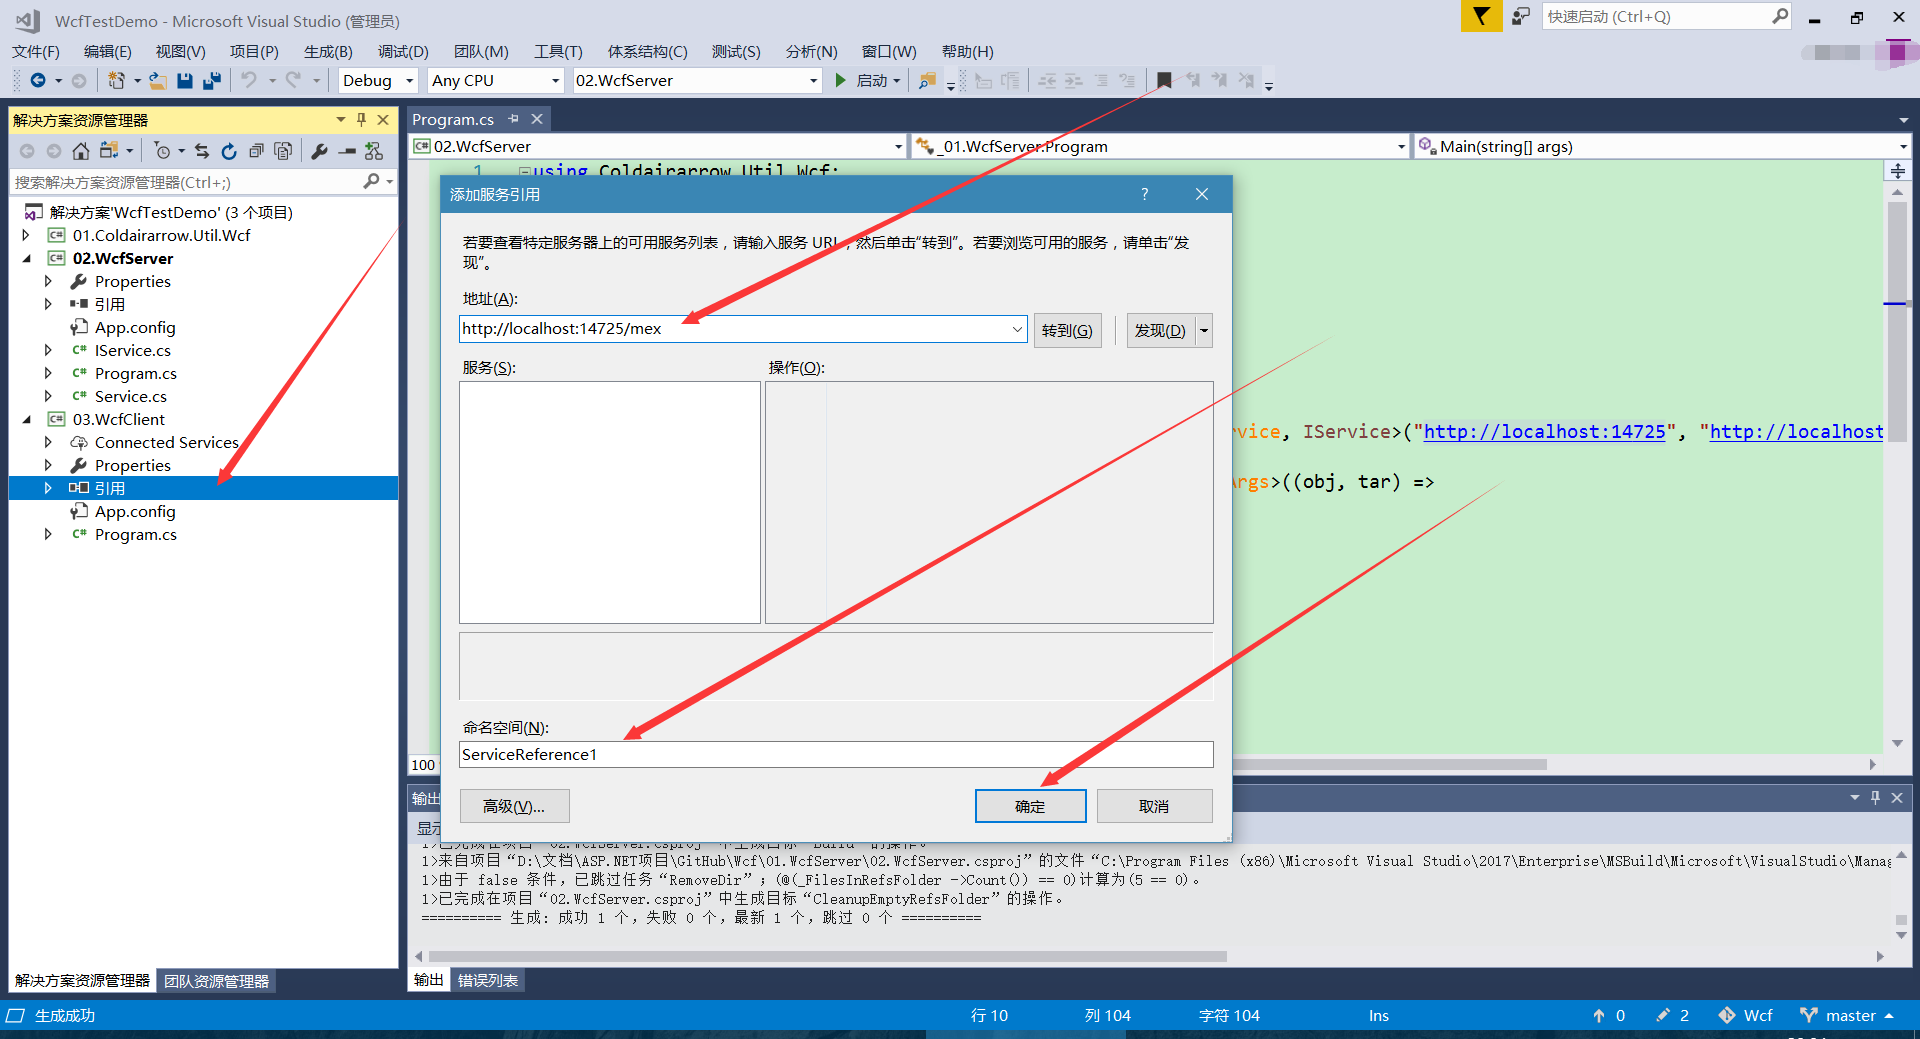 WcfTestDemo - Microsoft Visual Studio (管理员)
快速启动 (Ctrl+Q)
文件(F) 编辑(E) 视图(V) 项目(P) 生成(B) 调试(D) 团队(M) 工具(T) 体系结构(C) 测试(S) 分析(N) 窗口(W) 帮助(H)
Debug Any CPU 02.WcfServer 启动
解决方案资源管理器
搜索解决方案资源管理器(Ctrl+;)
解决方案'WcfTestDemo' (3 个项目)
01.Coldairarrow.Util.Wcf
02.WcfServer
Properties
引用
App.config
IService.cs
Program.cs
Service.cs
03.WcfClient
Connected Services
Properties
引用
App.config
Program.cs
解决方案资源管理器 团队资源管理器
Program.cs
02.WcfServer _01.WcfServer.Program Main(string[] args)
1 using Coldairarrow.Util.Wcf;
rvice, IService>("http://localhost:14725", "http://localhost
Args>((obj, tar) =>
100
添加服务引用
若要查看特定服务器上的可用服务列表，请输入服务 URL，然后单击“转到”。若要浏览可用的服务，请单击“发
现”。
地址(A):
http://localhost:14725/mex 转到(G) 发现(D)
服务(S): 操作(O):
命名空间(N):
ServiceReference1
高级(V)... 确定 取消
输出
显示
1>已完成在项目“02.WcfServer.csproj”中生成目标“Build”的操作。
1>来自项目“D:\文档\ASP.NET项目\GitHub\Wcf\01.WcfServer\02.WcfServer.csproj”的文件“C:\Program Files (x86)\Microsoft Visual Studio\2017\Enterprise\MSBuild\Microsoft\VisualStudio\Manag
1>由于 false 条件，已跳过任务“RemoveDir”；(@(_FilesInRefsFolder ->Count()) == 0)计算为(5 == 0)。
1>已完成在项目“02.WcfServer.csproj”中生成目标“CleanupEmptyRefsFolder”的操作。
========== 生成: 成功 1 个，失败 0 个，最新 1 个，跳过 0 个 ==========
输出 错误列表
生成成功 行 10 列 104 字符 104 Ins 0 2 Wcf master